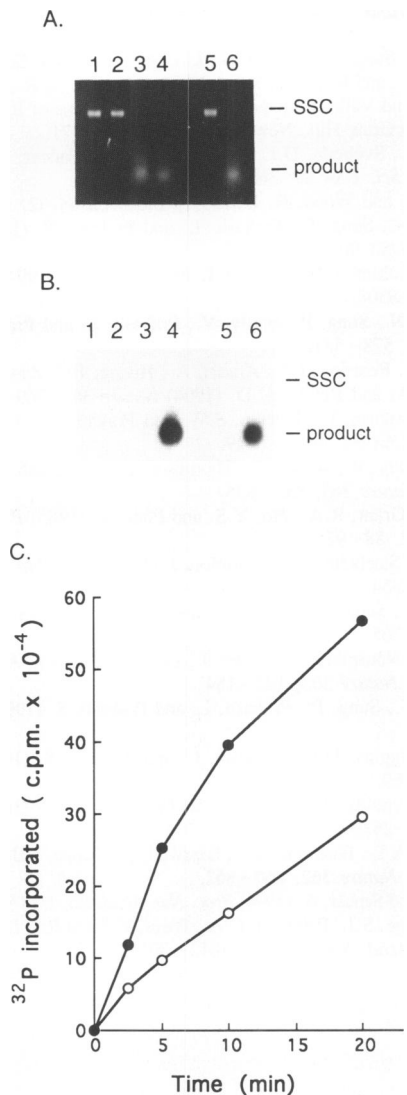 A.
1 2 3 4 5 6
— SSC
— product
B.
1 2 3 4 5 6
— SSC
— product
C.
60
50
40
30
20
10
0
³²P incorporated ( c.p.m. x 10⁻⁴)
0 5 10 15 20
Time (min)